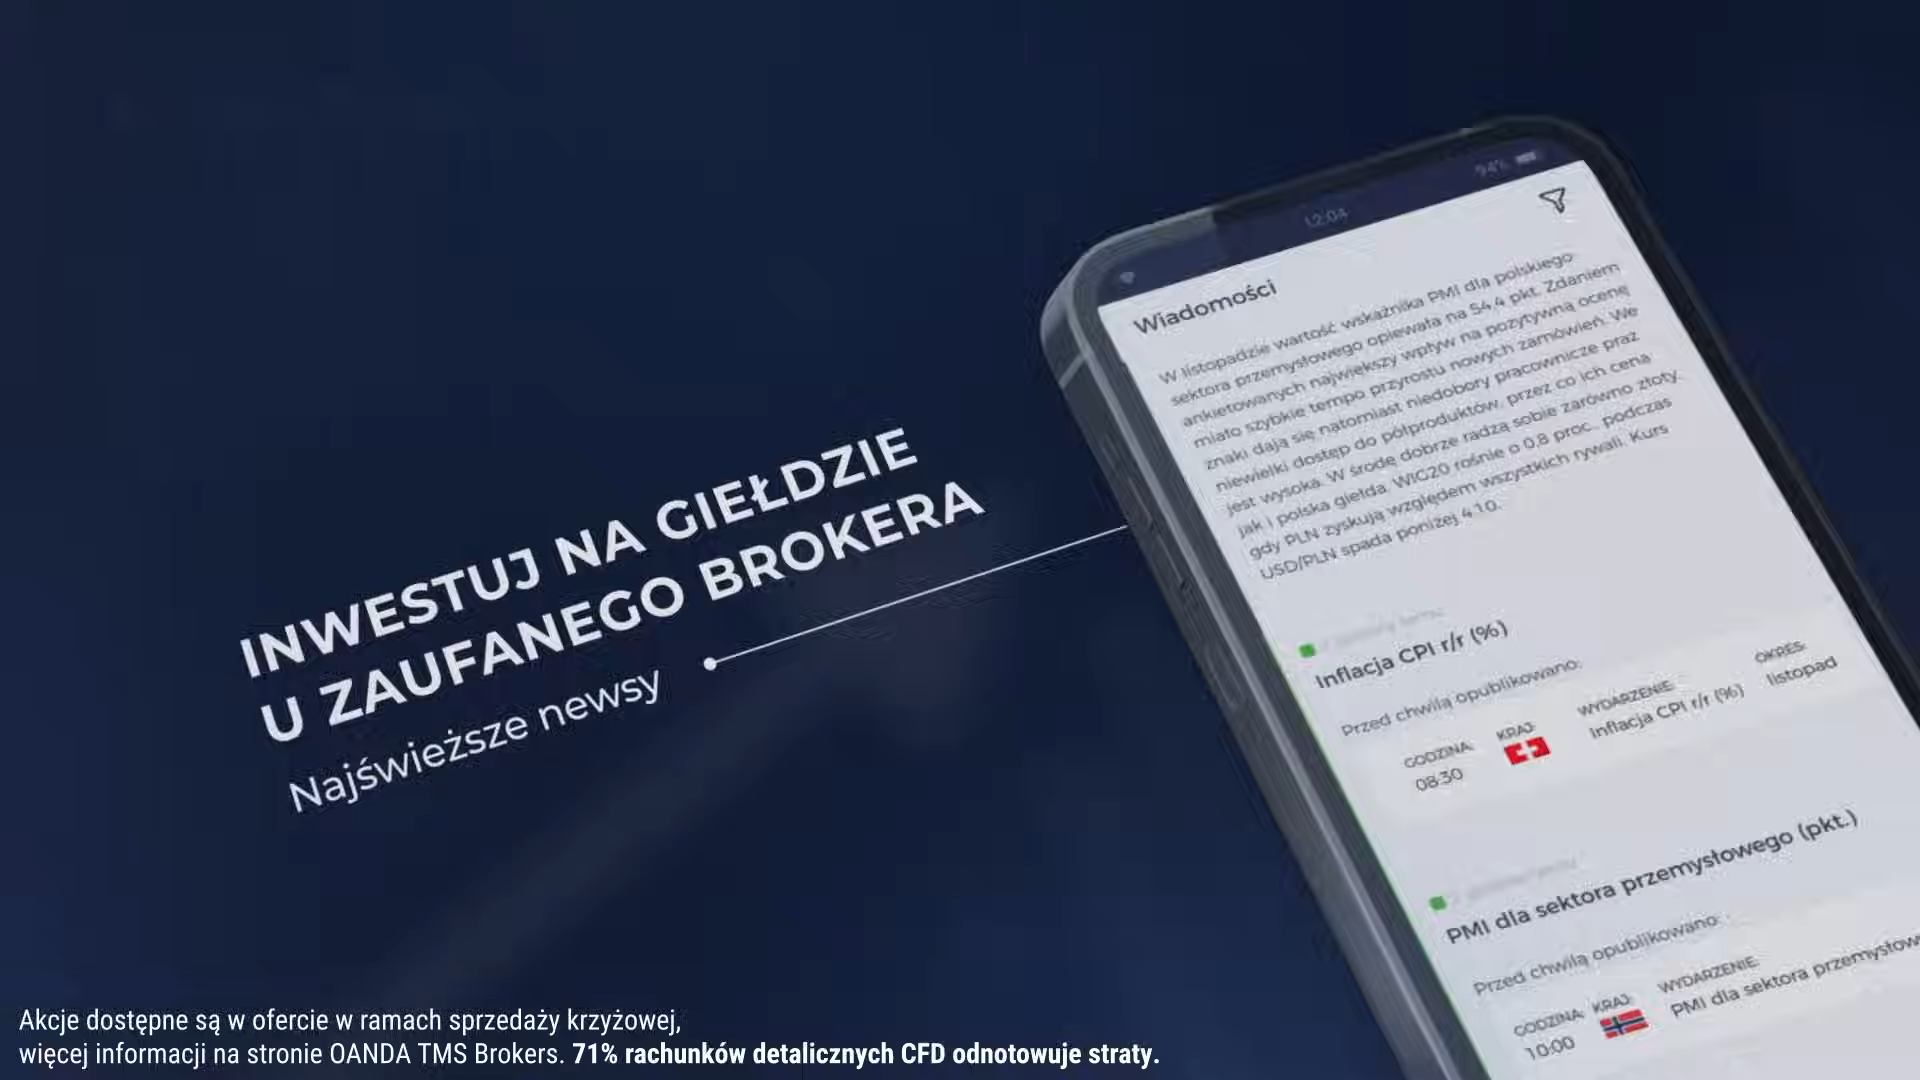 INWESTUJ NA GIEŁDZIE
U ZAUFANEGO BROKERA
Najświeższe newsy
94%
12:04
Wiadomości
W listopadzie wartość wskaźnika PMI dla polskiego
sektora przemysłowego opiewała na 54.4 pkt. Zdaniem
ankietowanych największy wpływ na pozytywną ocenę
miało szybkie tempo przyrostu nowych zamówień. We
znaki dają się natomiast niedobory pracownicze praz
niewielki dostęp do półproduktów, przez co ich cena
jest wysoka. W środę dobrze radzą sobie zarówno złoty,
jak i polska giełda. WIG20 rośnie o 0.8 proc., podczas
gdy PLN zyskują względem wszystkich rywali. Kurs
USD/PLN spada poniżej 4.10.
Inflacja CPI r/r (%)
Przed chwilą opublikowano:
GODZINA: KRAJ: WYDARZENIE: OKRES:
08:30 Inflacja CPI r/r (%) listopad
PMI dla sektora przemysłowego (pkt.)
Przed chwilą opublikowano:
GODZINA: KRAJ: WYDARZENIE:
10:00 PMI dla sektora
Akcje dostępne są w ofercie w ramach sprzedaży krzyżowej,
więcej informacji na stronie OANDA TMS Brokers. 71% rachunków detalicznych CFD odnotowuje straty.